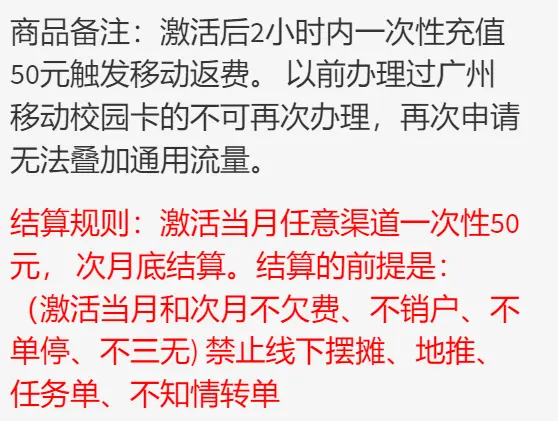 商品备注：激活后2小时内一次性充值
50元触发移动返费。 以前办理过广州
移动校园卡的不可再次办理，再次申请
无法叠加通用流量。
结算规则：激活当月任意渠道一次性50
元， 次月底结算。结算的前提是：
（激活当月和次月不欠费、不销户、不
单停、不三无) 禁止线下摆摊、地推、
任务单、不知情转单